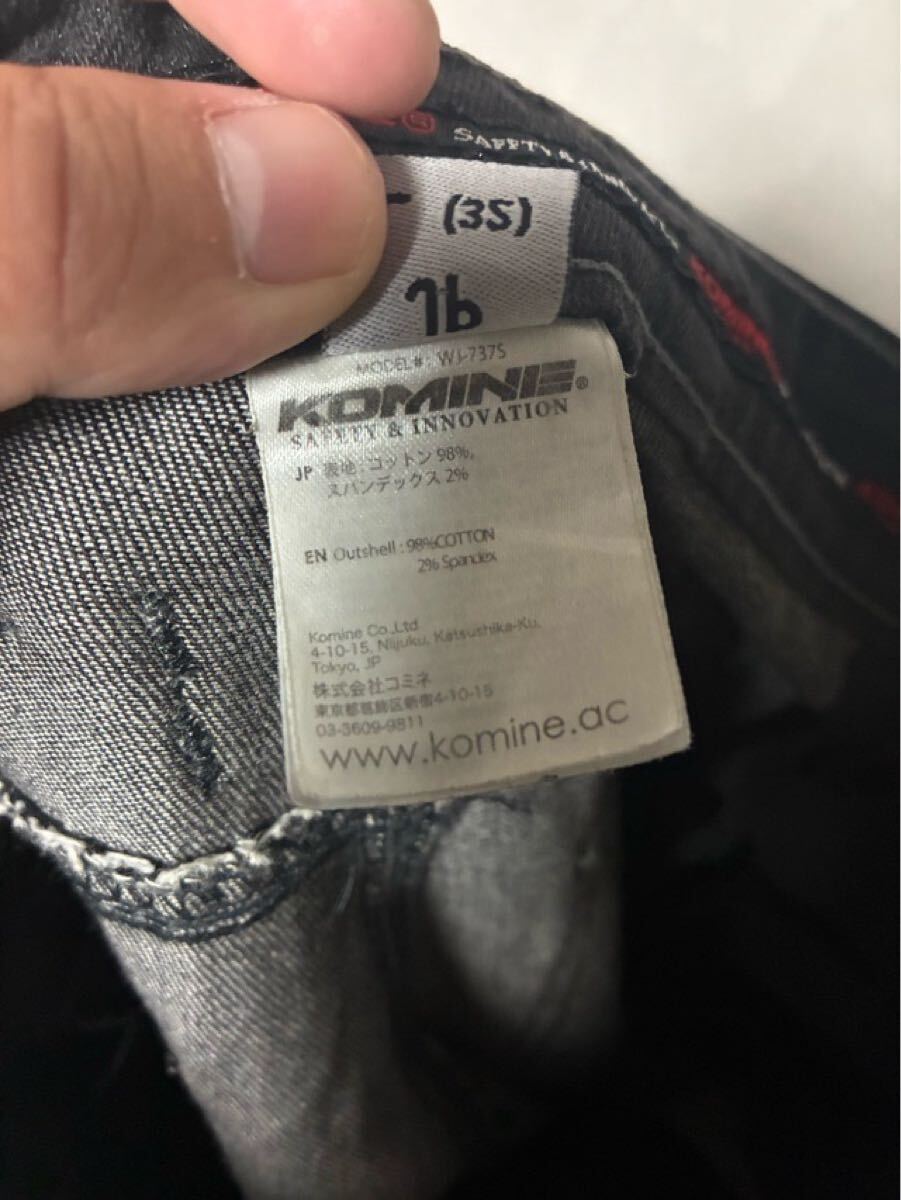 SAFETY &
(32)
MODEL# : WJ-737S
KOMINE®
SAFETY & INNOVATION
JP 表地 : コットン 98%,
スパンデックス 2%
EN Outshell : 98%COTTON
2% Spandex
Komine Co.,Ltd
4-10-15, Niijuku, Katsushika-Ku,
Tokyo, JP
株式会社コミネ
東京都葛飾区新宿4-10-15
03-3609-9811
www.komine.ac